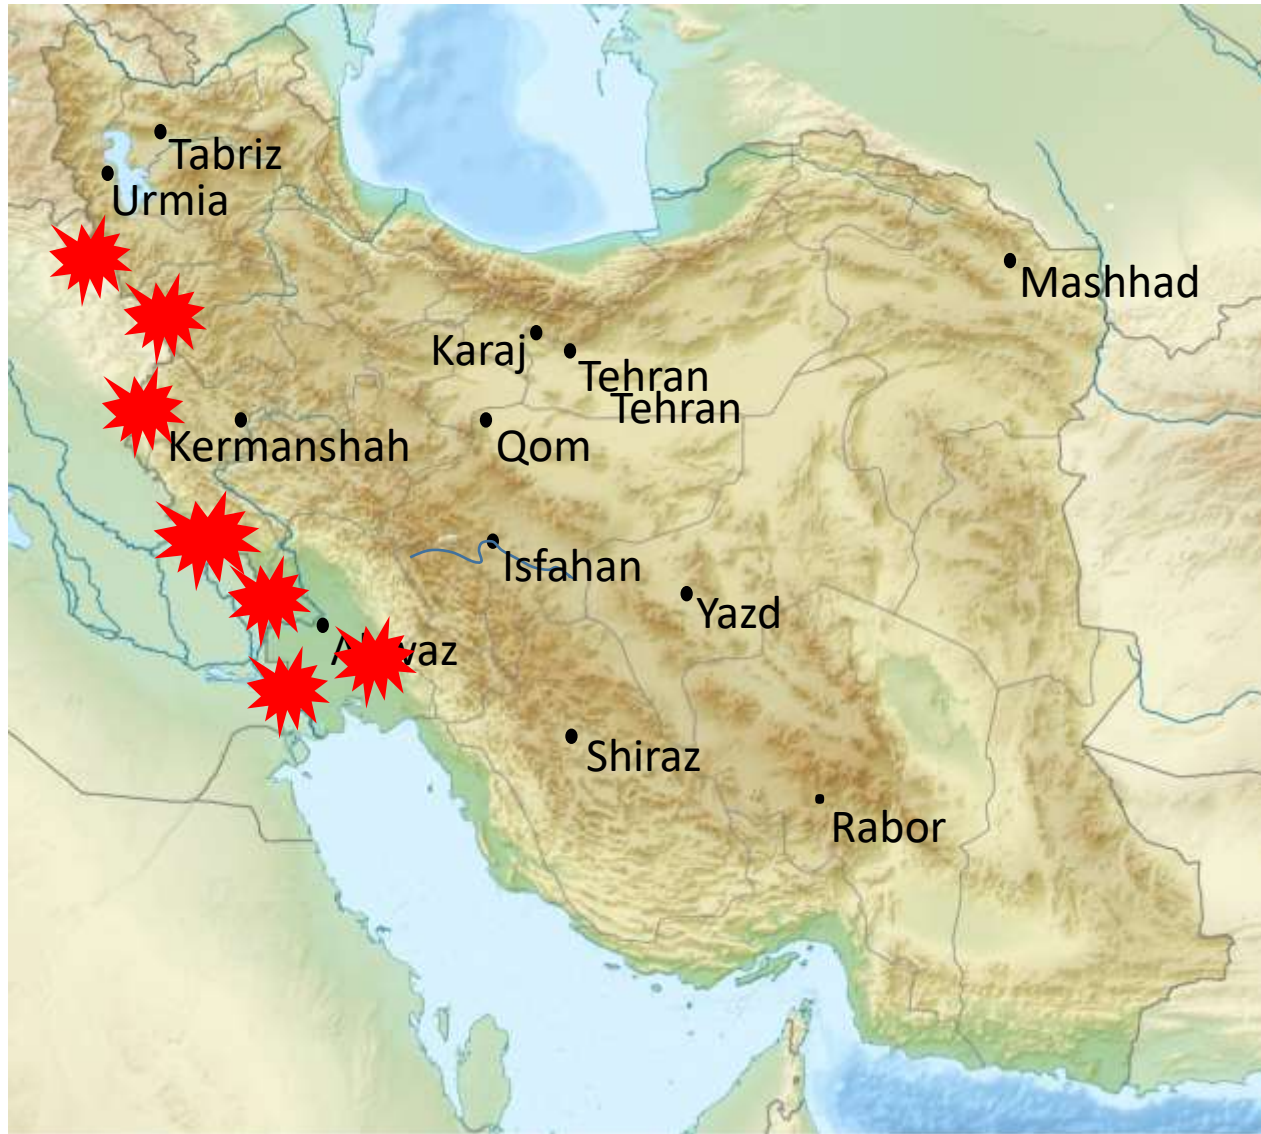 Tabriz
Urmia
Mashhad
Karaj
Tehran
Tehran
Kermanshah
Qom
Isfahan
Yazd
Shiraz
Rabor